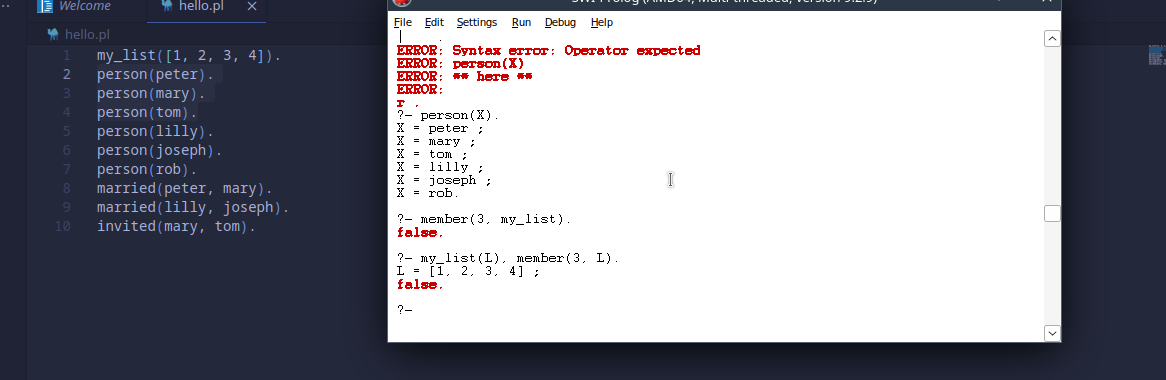 Welcome
hello.pl
hello.pl
1 my_list([1, 2, 3, 4]).
2 person(peter).
3 person(mary).
4 person(tom).
5 person(lilly).
6 person(joseph).
7 person(rob).
8 married(peter, mary).
9 married(lilly, joseph).
10 invited(mary, tom).
File Edit Settings Run Debug Help
| .
ERROR: Syntax error: Operator expected
ERROR: person(X)
ERROR: ** here **
ERROR:
r .
?- person(X).
X = peter ;
X = mary ;
X = tom ;
X = lilly ;
X = joseph ;
X = rob.
?- member(3, my_list).
false.
?- my_list(L), member(3, L).
L = [1, 2, 3, 4] ;
false.
?-